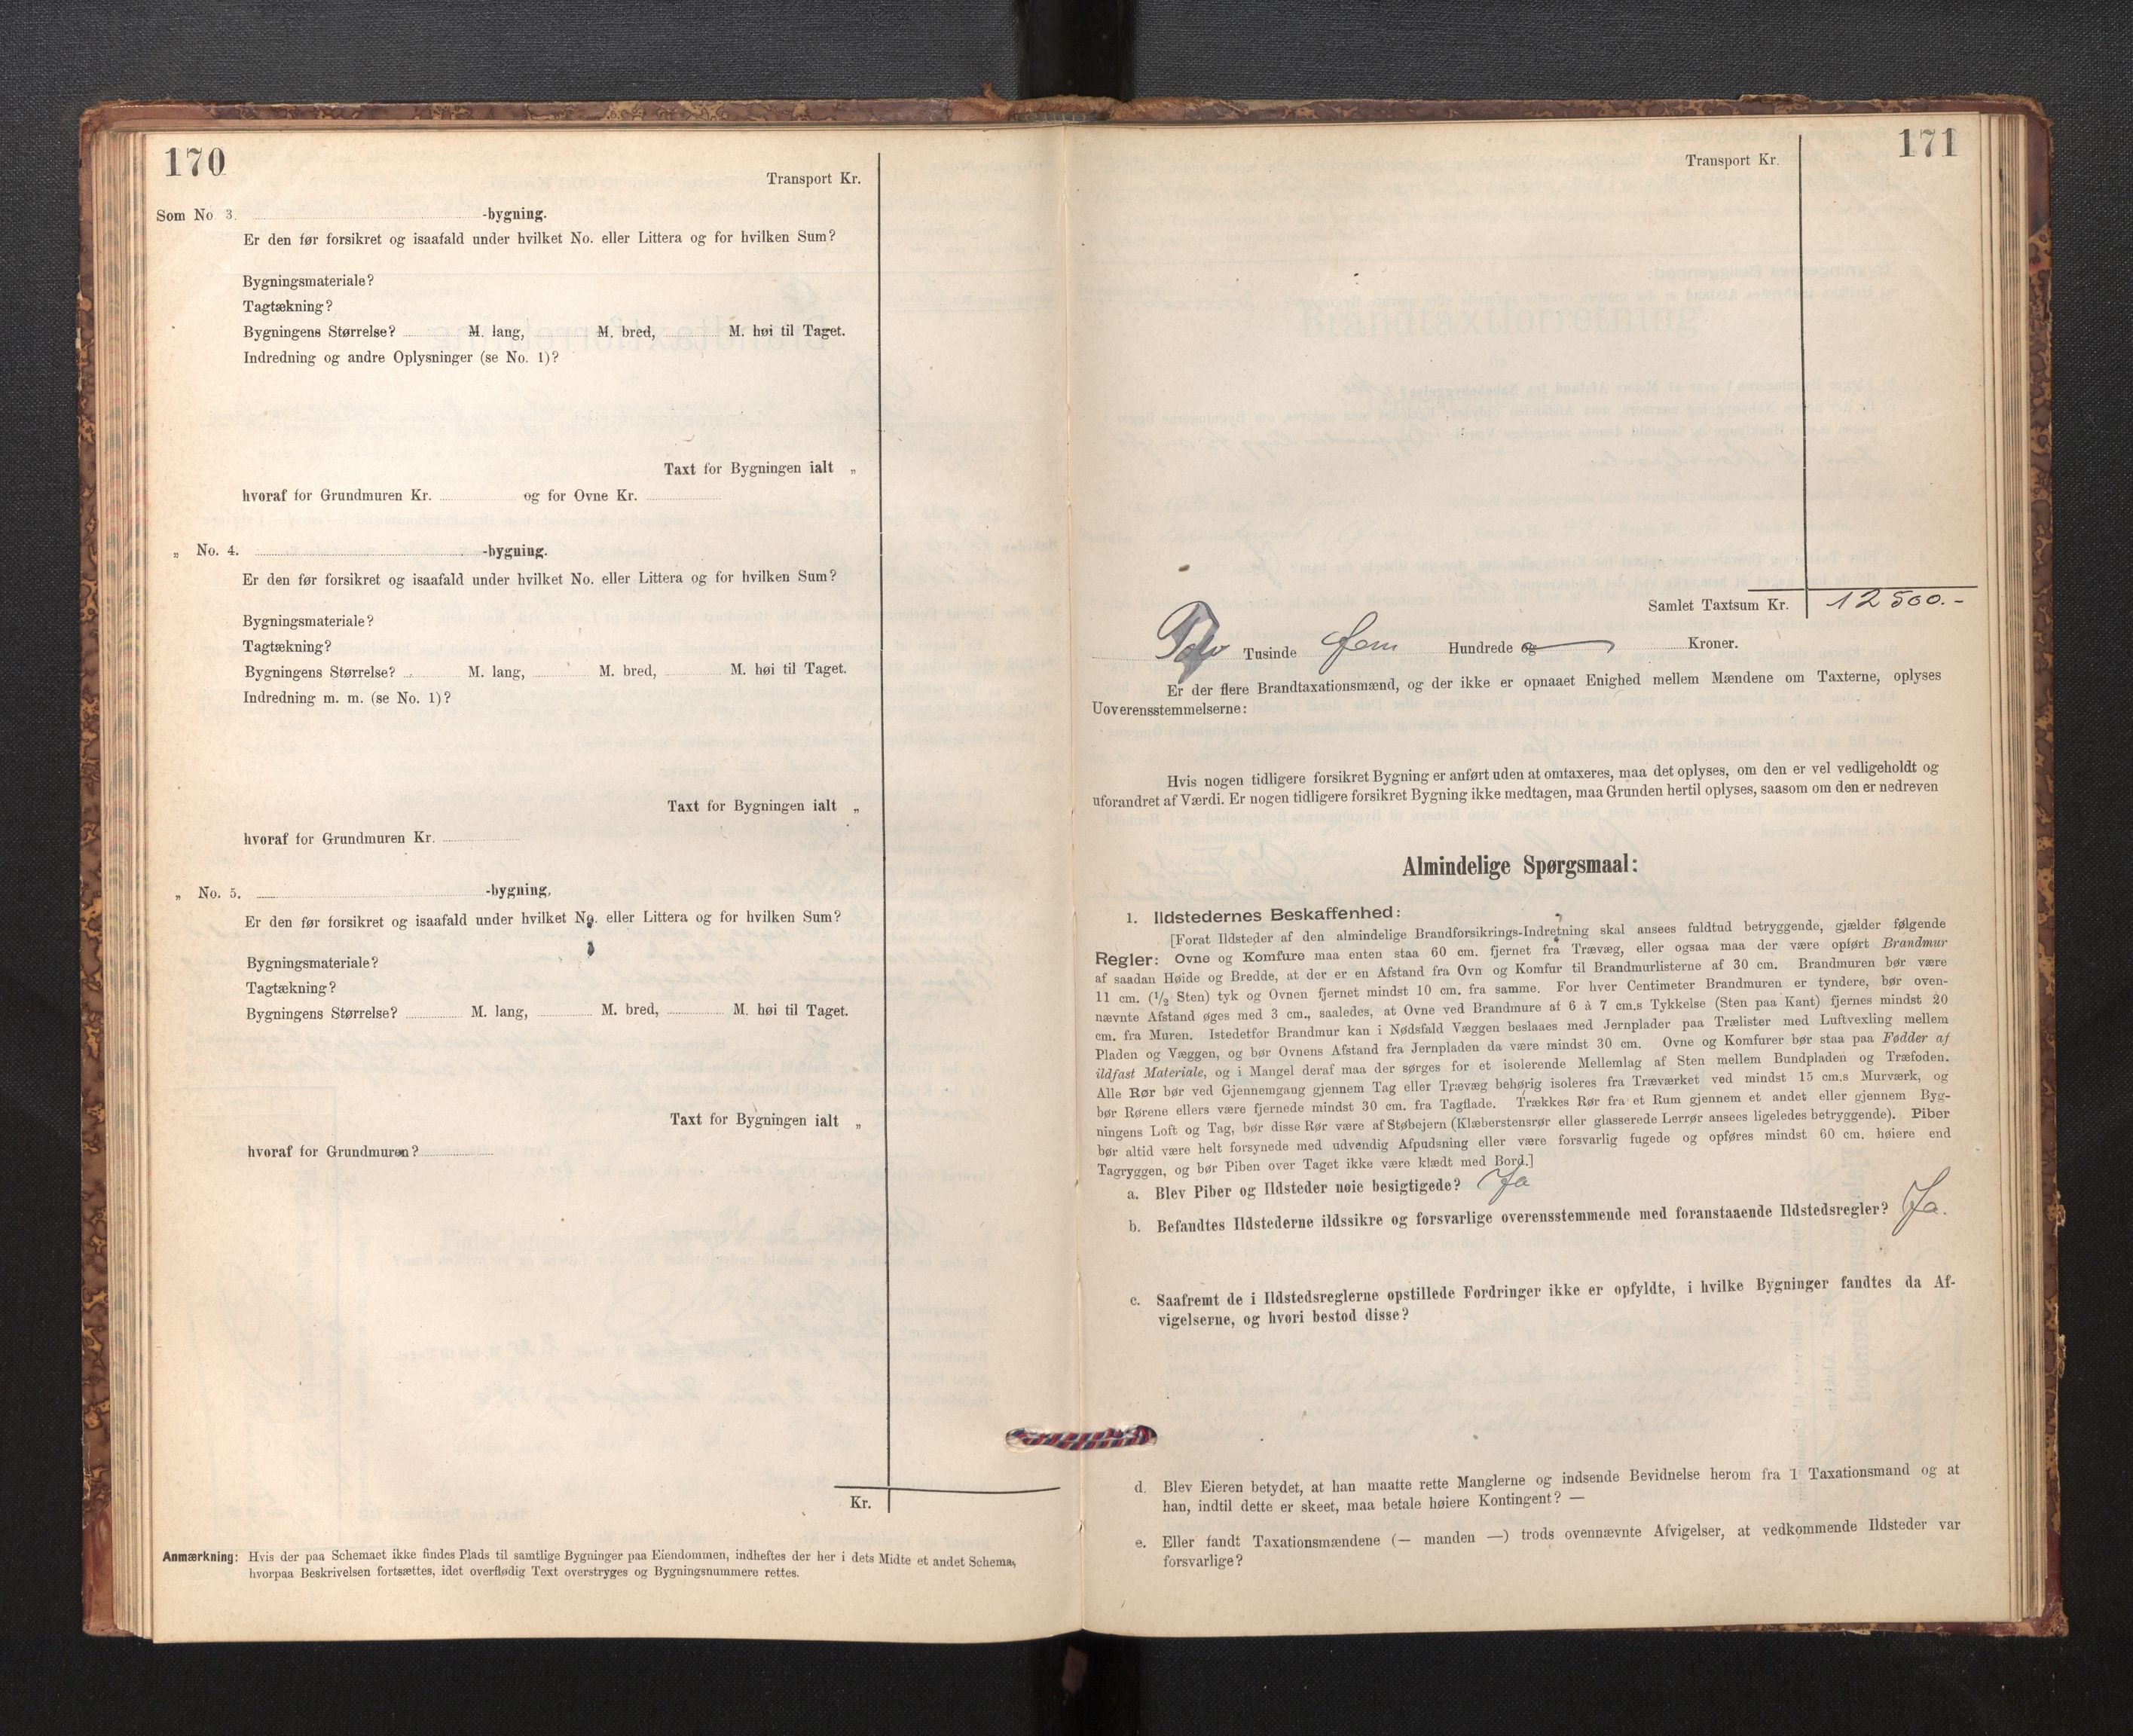 170
Transport Kr.
Som No 3. -bygning.
Er den før forsikret og isaafald under hvilket No. eller Littera og for hvilken Sum?
Bygningsmateriale?
Tagtækning?
Bygningens Størrelse? M. lang, M. bred, M. høi til Taget.
Indredning og andre Oplysninger (se No. 1)?
Taxt for Bygningen ialt „
hvoraf for Grundmuren Kr. og for Ovne Kr.
„ No. 4. -bygning.
Er den før forsikret og isaafald under hvilket No. eller Littera og for hvilken Sum?
Bygningsmateriale?
Tagtækning?
Bygningens Størrelse? M. lang, M. bred, M. høi til Taget.
Indredning m. m. (se No. 1)?
Taxt for Bygningen ialt „
hvoraf for Grundmuren Kr.
„ No. 5. -bygning.
Er den før forsikret og isaafald under hvilket No. eller Littera og for hvilken Sum?
Bygningsmateriale?
Tagtækning?
Bygningens Størrelse? M. lang, M. bred, M. høi til Taget.
Taxt for Bygningen ialt „
hvoraf for Grundmuren?
Kr.
Anmærkning: Hvis der paa Schemaet ikke findes Plads til samtlige Bygninger paa Eiendommen, indheftes der her i dets Midte et andet Schema,
hvorpaa Beskrivelsen fortsættes, idet overflødig Text overstryges og Bygningsnummere rettes.
171
Transport Kr.
Samlet Taxtsum Kr. 12500.-
Tolv Tusinde fem Hundrede og Kroner.
Er der flere Brandtaxationsmænd, og der ikke er opnaaet Enighed mellem Mændene om Taxterne, oplyses
Uoverensstemmelserne:
Hvis nogen tidligere forsikret Bygning er anført uden at omtaxeres, maa det oplyses, om den er vel vedligeholdt og
uforandret af Værdi. Er nogen tidligere forsikret Bygning ikke medtagen, maa Grunden hertil oplyses, saasom om den er nedreven
Almindelige Spørgsmaal:
1. Ildstedernes Beskaffenhed:
[Forat Ildsteder af den almindelige Brandforsikrings-Indretning skal ansees fuldtud betryggende, gjælder følgende
Regler: Ovne og Komfure maa enten staa 60 cm. fjernet fra Trævæg, eller ogsaa maa der være opført Brandmur
af saadan Høide og Bredde, at der er en Afstand fra Ovn og Komfur til Brandmurlisterne af 30 cm. Brandmuren bør være
11 cm. (1/2 Sten) tyk og Ovnen fjernet mindst 10 cm. fra samme. For hver Centimeter Brandmuren er tyndere, bør oven-
nævnte Afstand øges med 3 cm., saaledes, at Ovne ved Brandmure af 6 à 7 cm.s Tykkelse (Sten paa Kant) fjernes mindst 20
cm. fra Muren. Istedetfor Brandmur kan i Nødsfald Væggen beslaaes med Jernplader paa Trælister med Luftvexling mellem
Pladen og Væggen, og bør Ovnens Afstand fra Jernpladen da være mindst 30 cm. Ovne og Komfurer bør staa paa Fødder af
ildfast Materiale, og i Mangel deraf maa der sørges for et isolerende Mellemlag af Sten mellem Bundpladen og Træfoden.
Alle Rør bør ved Gjennemgang gjennem Tag eller Trævæg behørig isoleres fra Træværket ved mindst 15 cm.s Murværk, og
bør Rørene ellers være fjernede mindst 30 cm. fra Tagflade. Trækkes Rør fra et Rum gjennem et andet eller gjennem Byg-
ningens Loft og Tag, bør disse Rør være af Støbejern (Klæberstensrør eller glasserede Lerrør ansees ligeledes betryggende). Piber
bør altid være helt forsynede med udvendig Afpudsning eller være forsvarlig fugede og opføres mindst 60 cm. høiere end
Tagryggen, og bør Piben over Taget ikke være klædt med Bord.]
a. Blev Piber og Ildsteder nøie besigtigede? Ja
b. Befandtes Ildstederne ildssikre og forsvarlige overensstemmende med foranstaaende Ildstedsregler? Ja.
c. Saafremt de i Ildstedsreglerne opstillede Fordringer ikke er opfyldte, i hvilke Bygninger fandtes da Af-
vigelserne, og hvori bestod disse?
d. Blev Eieren betydet, at han maatte rette Manglerne og indsende Bevidnelse herom fra 1 Taxationsmand og at
han, indtil dette er skeet, maa betale høiere Kontingent? —
e. Eller fandt Taxationsmændene (— manden —) trods ovennævnte Afvigelser, at vedkommende Ildsteder var
forsvarlige?